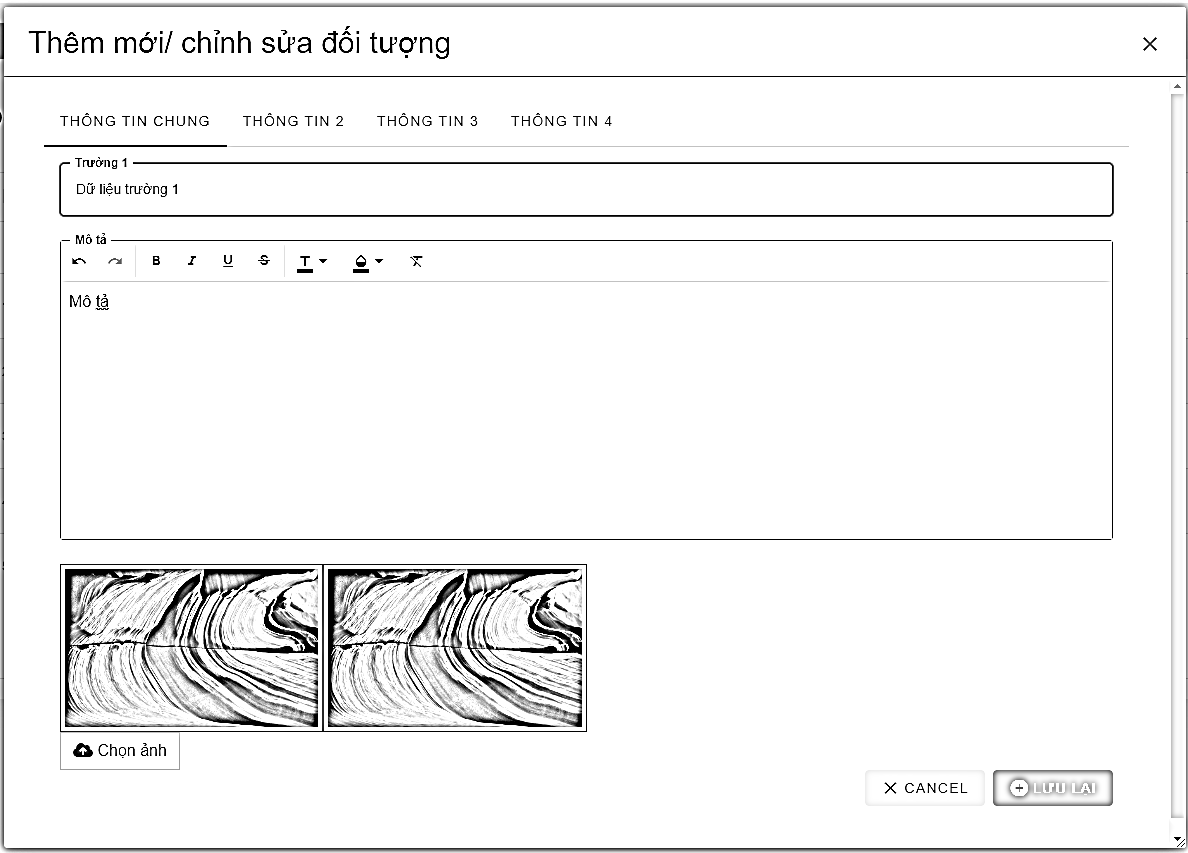 Thêm mới/ chỉnh sửa đối tượng
THÔNG TIN CHUNG THÔNG TIN 2 THÔNG TIN 3 THÔNG TIN 4
Trường 1
Dữ liệu trường 1
Mô tả
B I U S T
Mô tả
Chọn ảnh
CANCEL LƯU LẠI